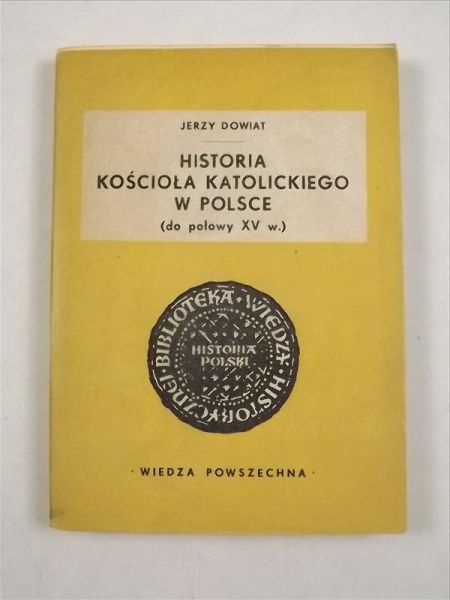 JERZY DOWIAT
HISTORIA
KOŚCIOŁA KATOLICKIEGO
W POLSCE
(do połowy XV w.)
BIBLIOTEKA · WIEDZY · HISTORYCZNEJ ·
HISTORIA
POLSKI
· WIEDZA POWSZECHNA ·